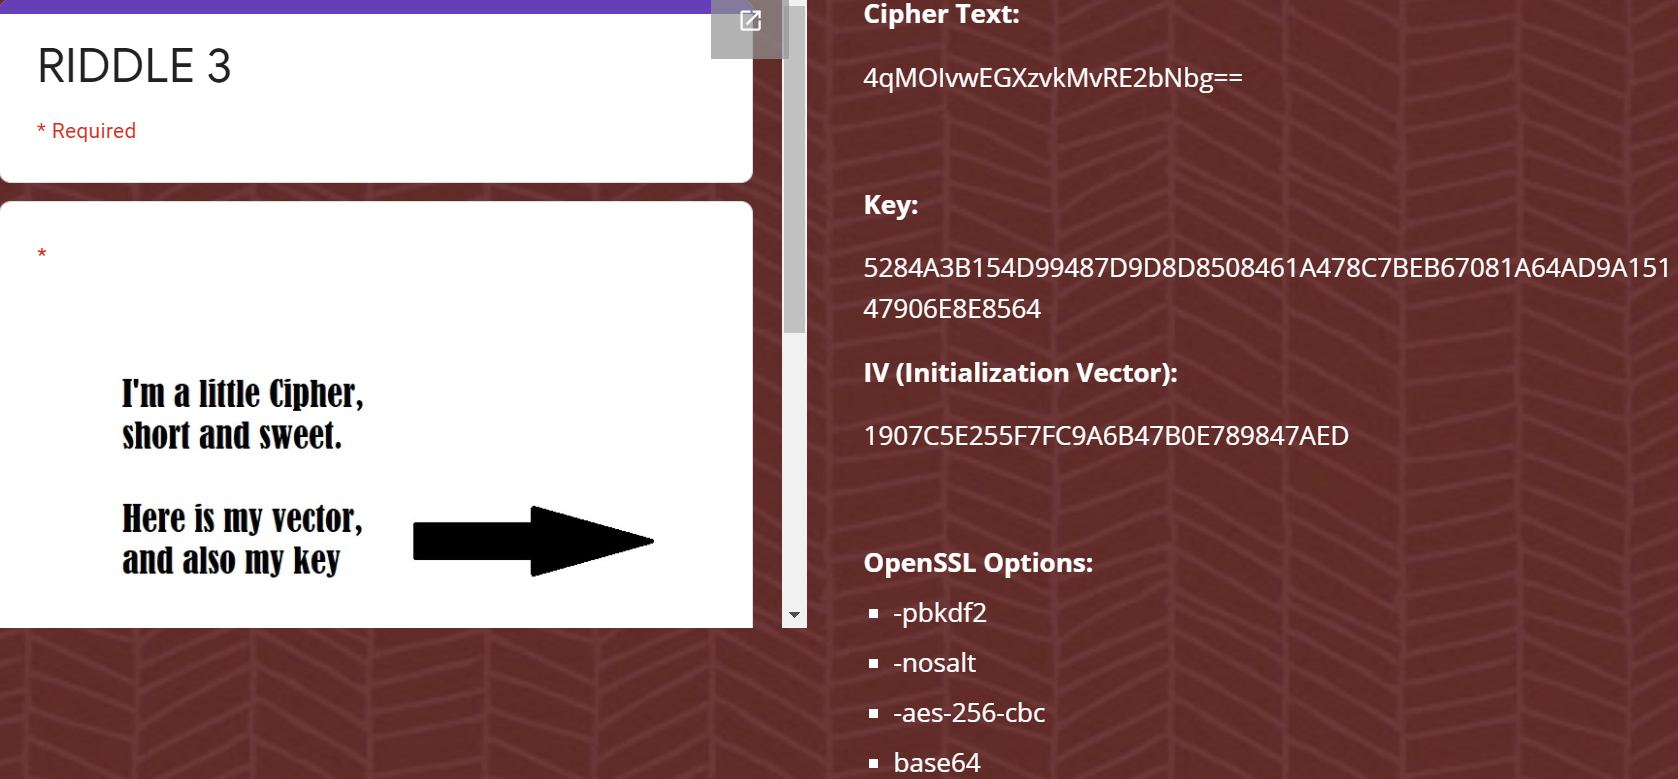 RIDDLE 3
* Required
*
I'm a little Cipher,
short and sweet.
Here is my vector,
and also my key
Cipher Text:
4qMOIvwEGXzvkMvRE2bNbg==
Key:
5284A3B154D99487D9D8D8508461A478C7BEB67081A64AD9A151
47906E8E8564
IV (Initialization Vector):
1907C5E255F7FC9A6B47B0E789847AED
OpenSSL Options:
-pbkdf2
-nosalt
-aes-256-cbc
base64